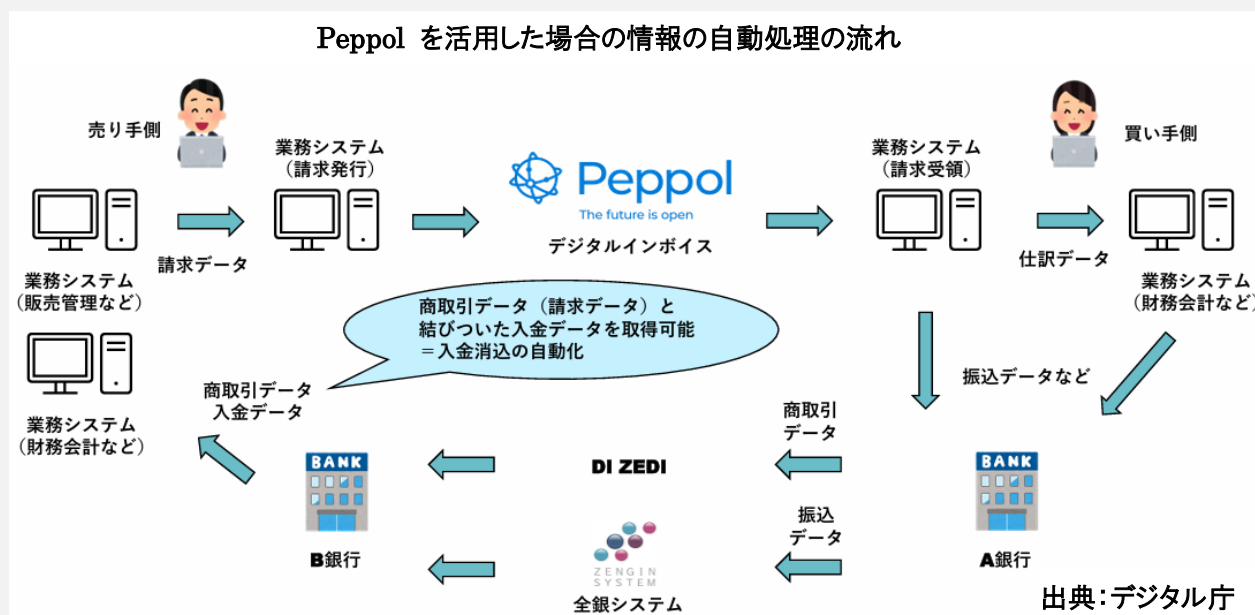 Peppol を活用した場合の情報の自動処理の流れ
売り手側
業務システム
（請求発行）
業務システム
（請求受領）
買い手側
Peppol
The future is open
デジタルインボイス
請求データ
仕訳データ
業務システム
（販売管理など）
業務システム
（財務会計など）
商取引データ（請求データ）と
結びついた入金データを取得可能
＝入金消込の自動化
振込データなど
商取引データ
入金データ
業務システム
（財務会計など）
商取引
データ
BANK
DI ZEDI
BANK
振込
データ
B銀行
ZENGIN
SYSTEM
全銀システム
A銀行
出典：デジタル庁